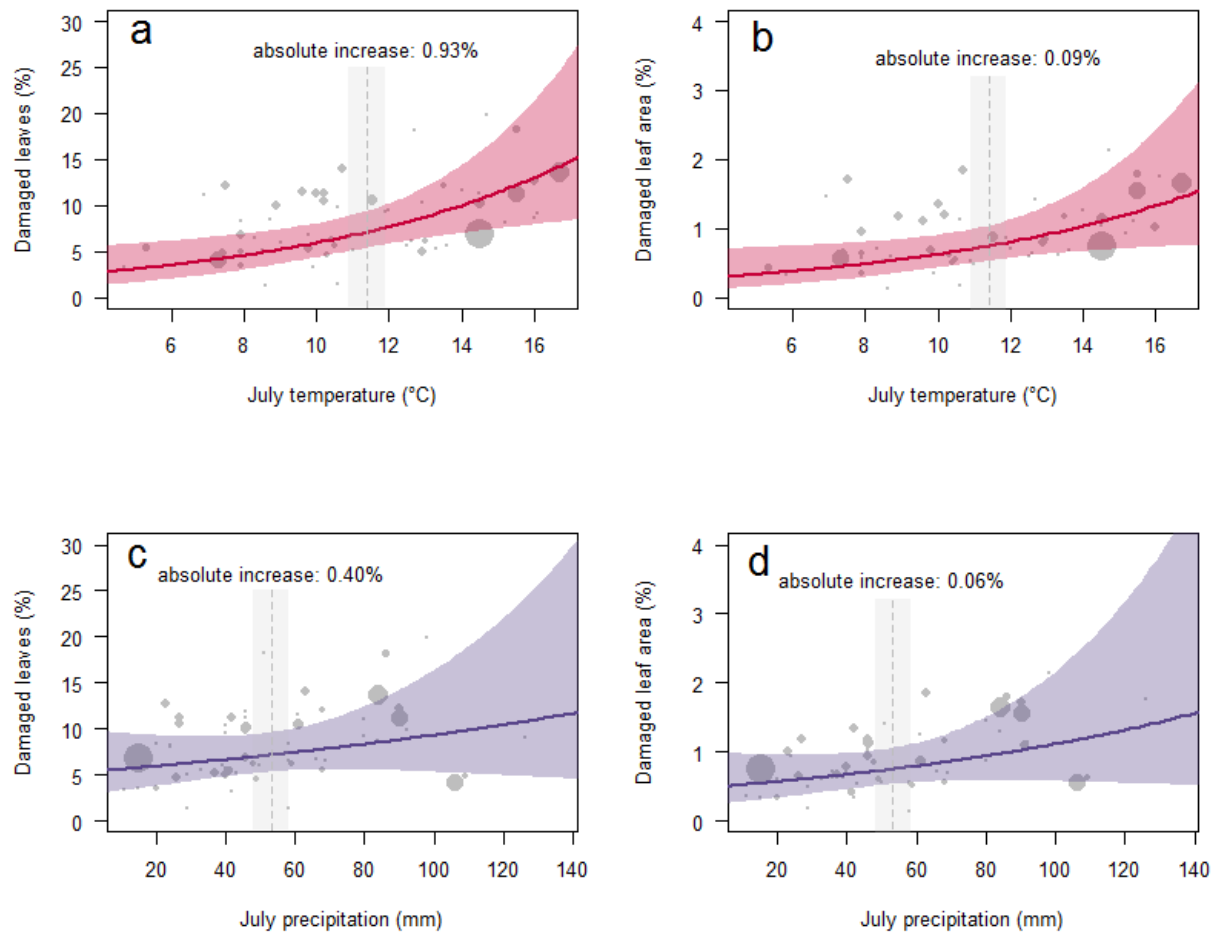 a
absolute increase: 0.93%
Damaged leaves (%)
30
25
20
15
10
5
0
6 8 10 12 14 16
July temperature (°C)
b
absolute increase: 0.09%
Damaged leaf area (%)
4
3
2
1
0
6 8 10 12 14 16
July temperature (°C)
c
absolute increase: 0.40%
Damaged leaves (%)
30
25
20
15
10
5
0
20 40 60 80 100 120 140
July precipitation (mm)
d
absolute increase: 0.06%
Damaged leaf area (%)
4
3
2
1
0
20 40 60 80 100 120 140
July precipitation (mm)